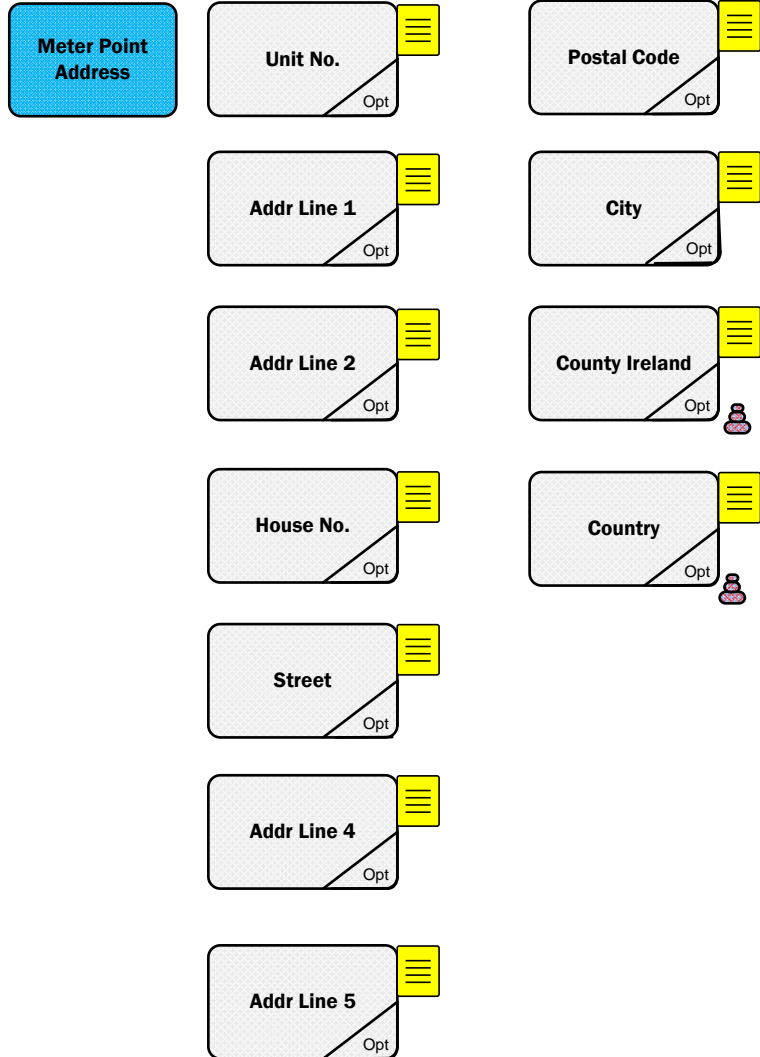 Meter Point
Address
Unit No.
Opt
Addr Line 1
Opt
Addr Line 2
Opt
House No.
Opt
Street
Opt
Addr Line 4
Opt
Addr Line 5
Opt
Postal Code
Opt
City
Opt
County Ireland
Opt
Country
Opt